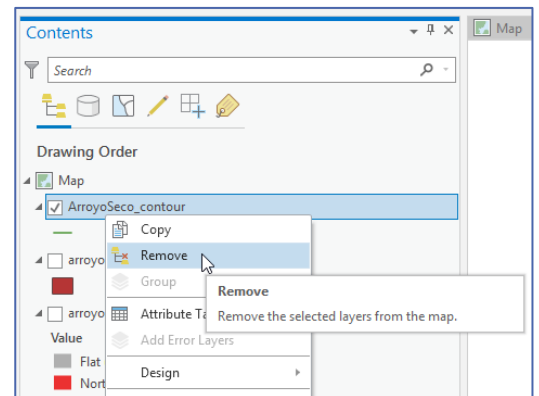 Contents
Map
Search
Drawing Order
Map
ArroyoSeco_contour
Copy
arroyo
Remove
Group
Remove
Remove the selected layers from the map.
arroyo
Attribute Ta
Value
Add Error Layers
Flat
Design
Nort